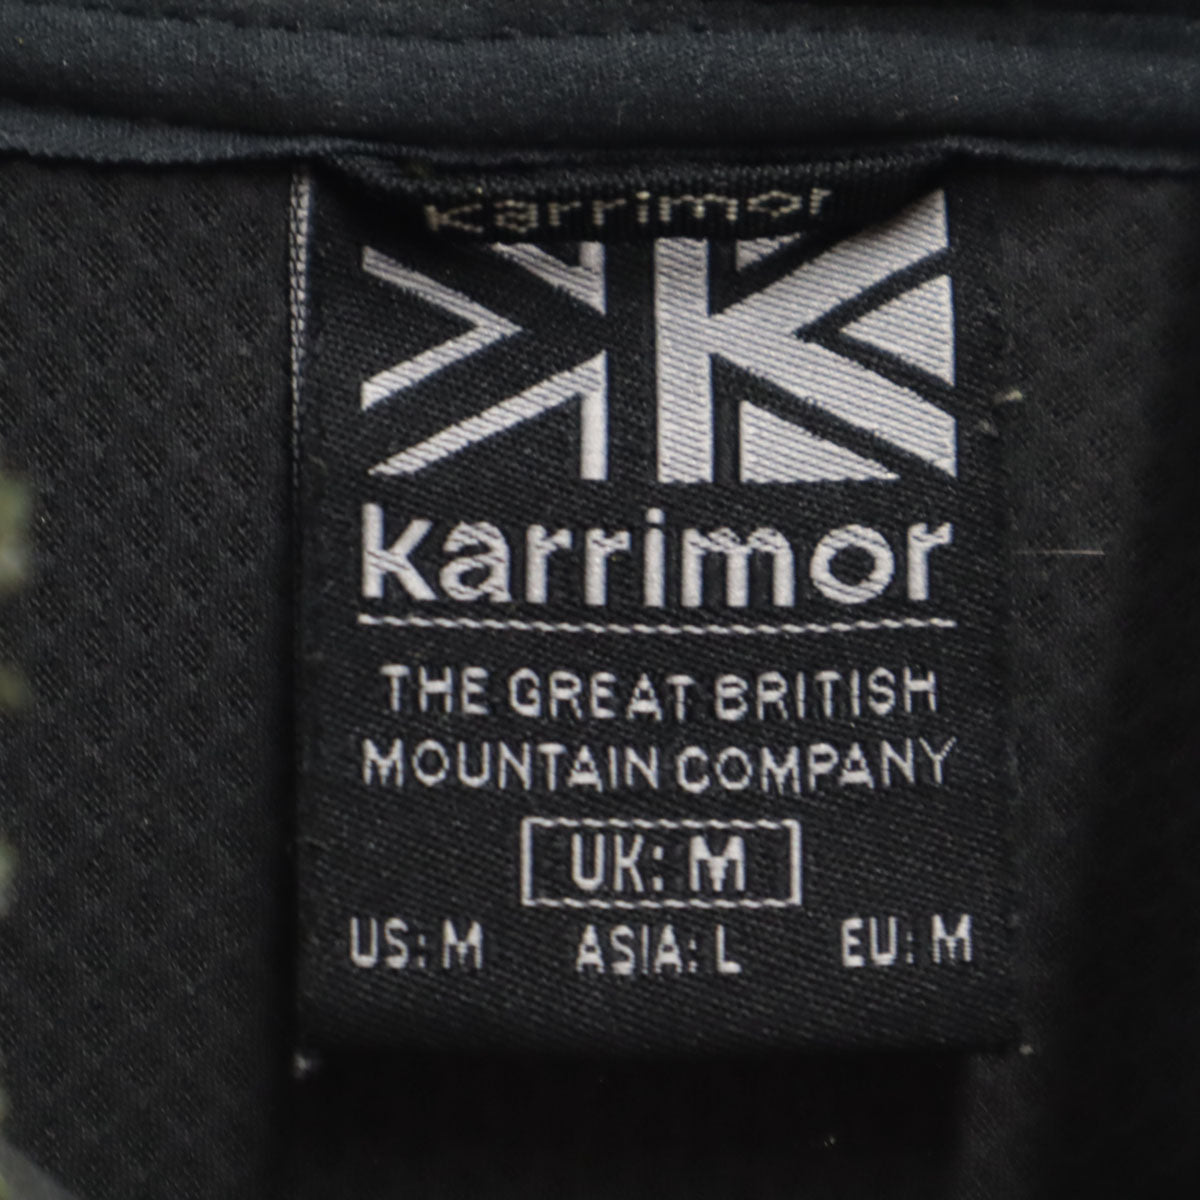 Karrimor
karrimor
THE GREAT BRITISH
MOUNTAIN COMPANY
UK: M
US: M ASIA: L EU: M